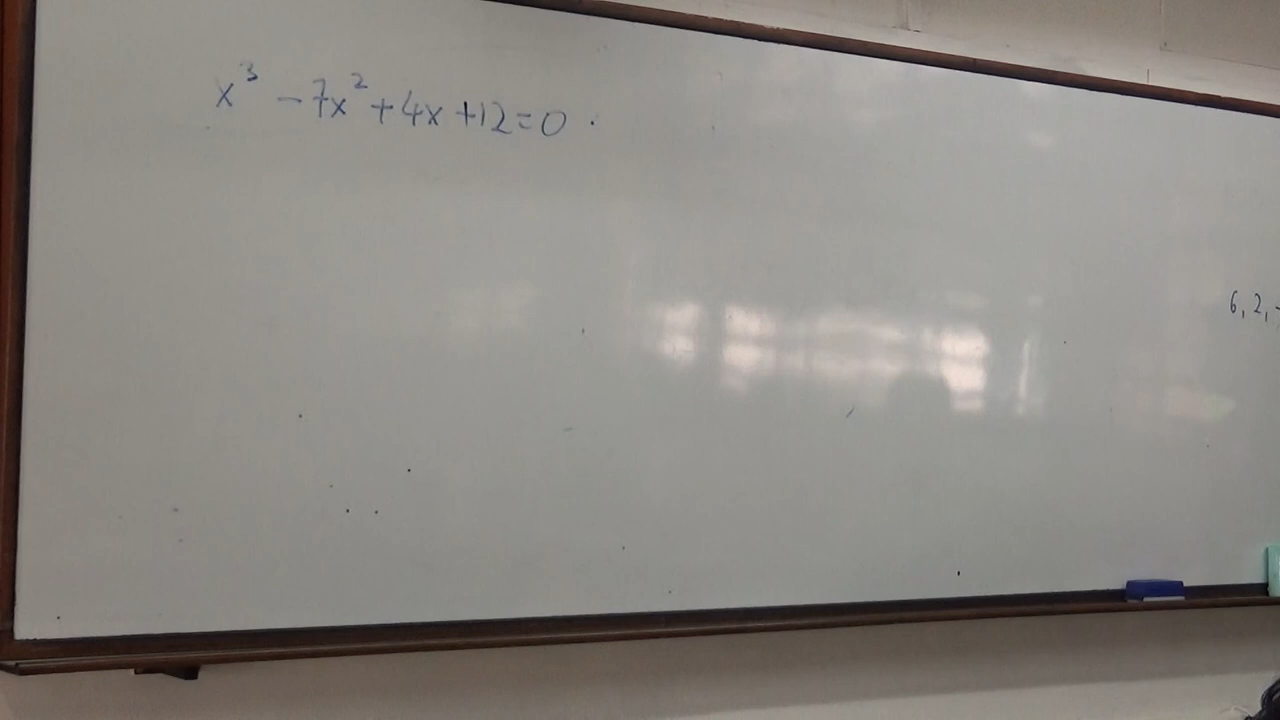 x³ - 7x² + 4x + 12 = 0 .
6, 2, -